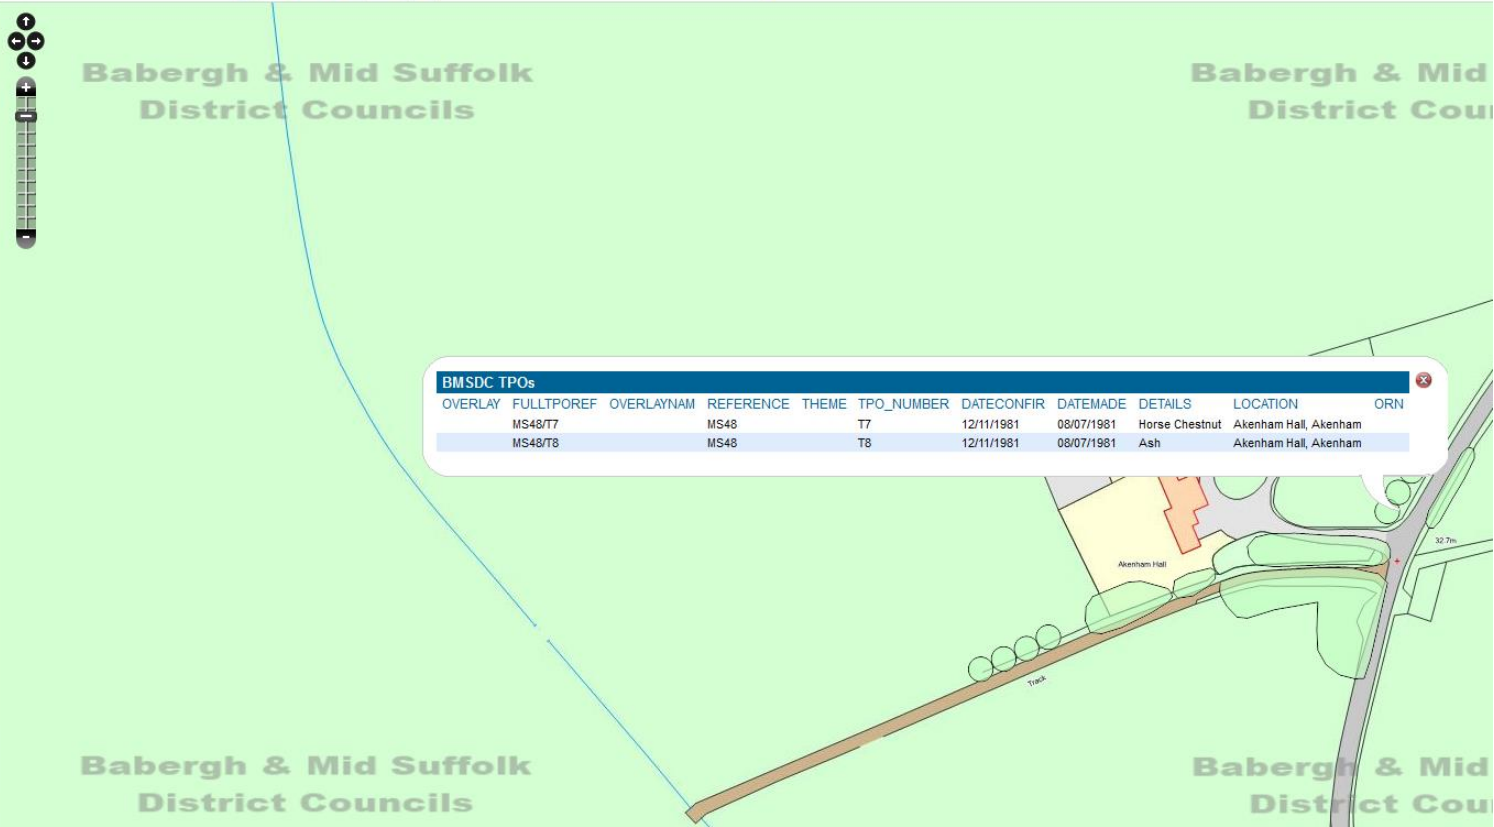 Babergh & Mid Suffolk
District Councils
Babergh & Mid
District Cou
BMSDC TPOs
OVERLAY FULLTPOREF OVERLAYNAM REFERENCE THEME TPO_NUMBER DATECONFIR DATEMADE DETAILS LOCATION ORN
MS48/T7 MS48 T7 12/11/1981 08/07/1981 Horse Chestnut Akenham Hall, Akenham
MS48/T8 MS48 T8 12/11/1981 08/07/1981 Ash Akenham Hall, Akenham
32.7m
Akenham Hall
Track
Babergh & Mid Suffolk
District Councils
Babergh & Mid
District Cou